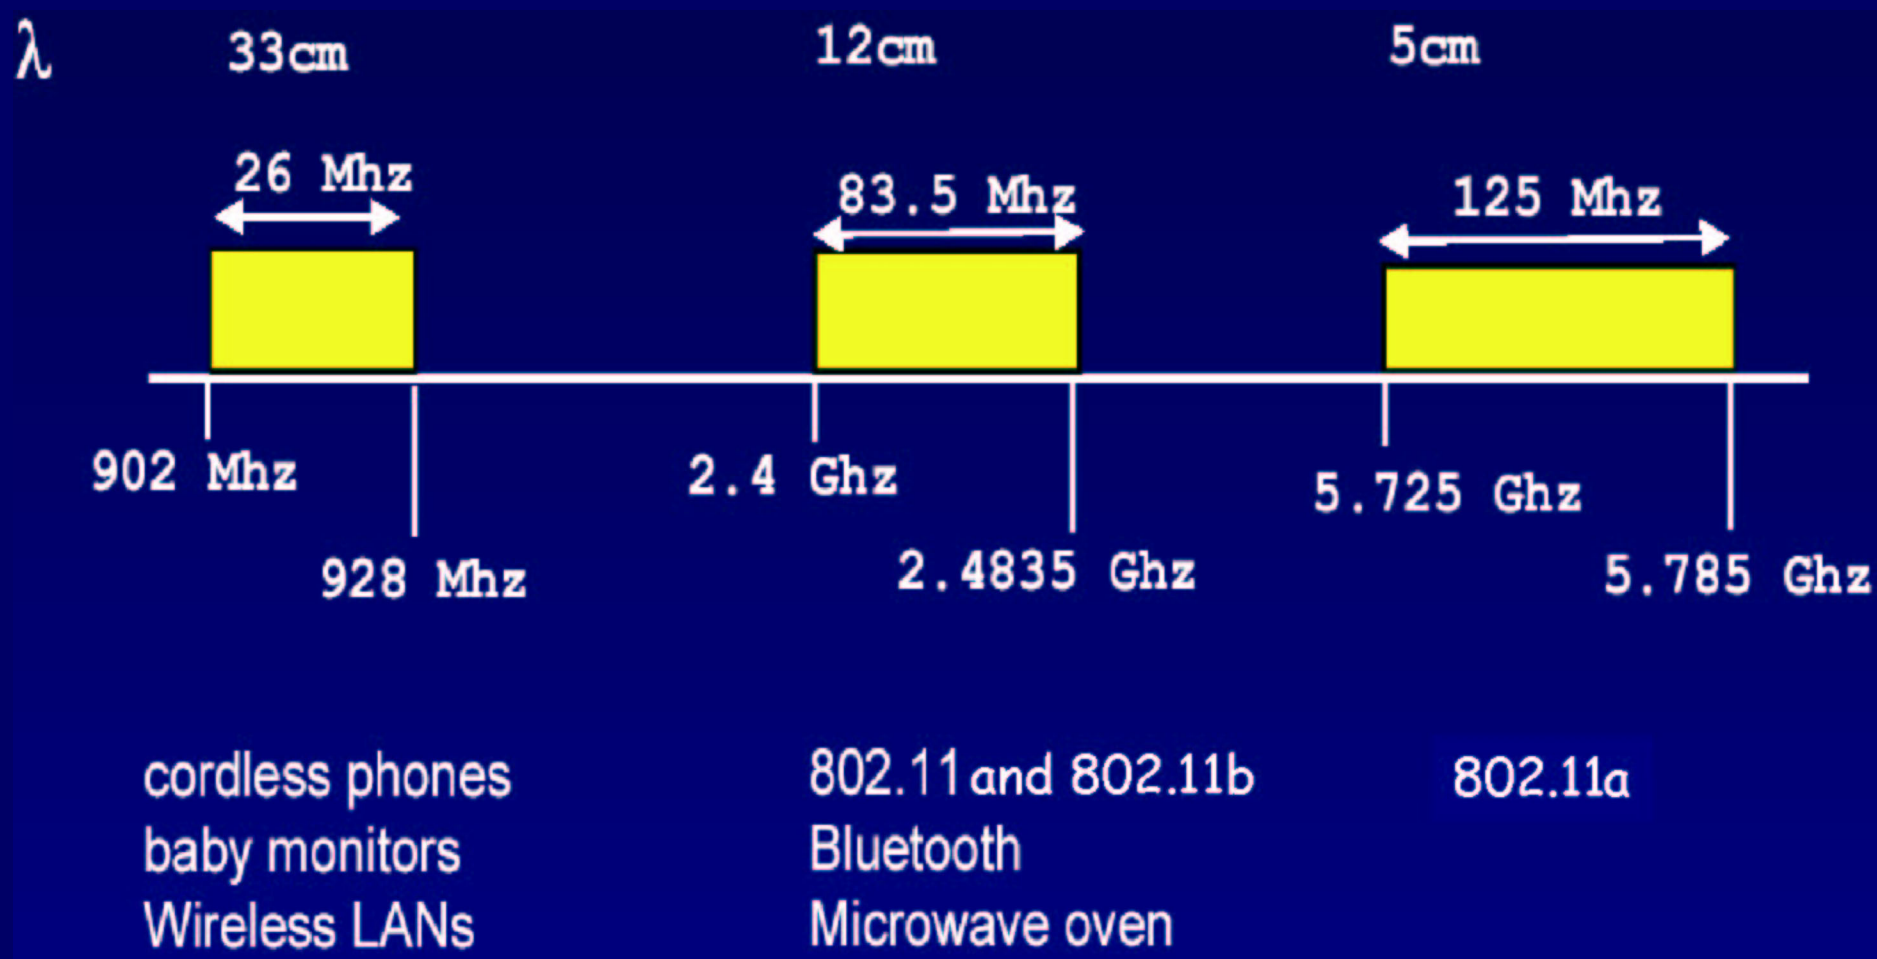 λ 33cm 12cm 5cm
26 Mhz 83.5 Mhz 125 Mhz
902 Mhz 2.4 Ghz 5.725 Ghz
928 Mhz 2.4835 Ghz 5.785 Ghz
cordless phones 802.11 and 802.11b 802.11a
baby monitors Bluetooth
Wireless LANs Microwave oven